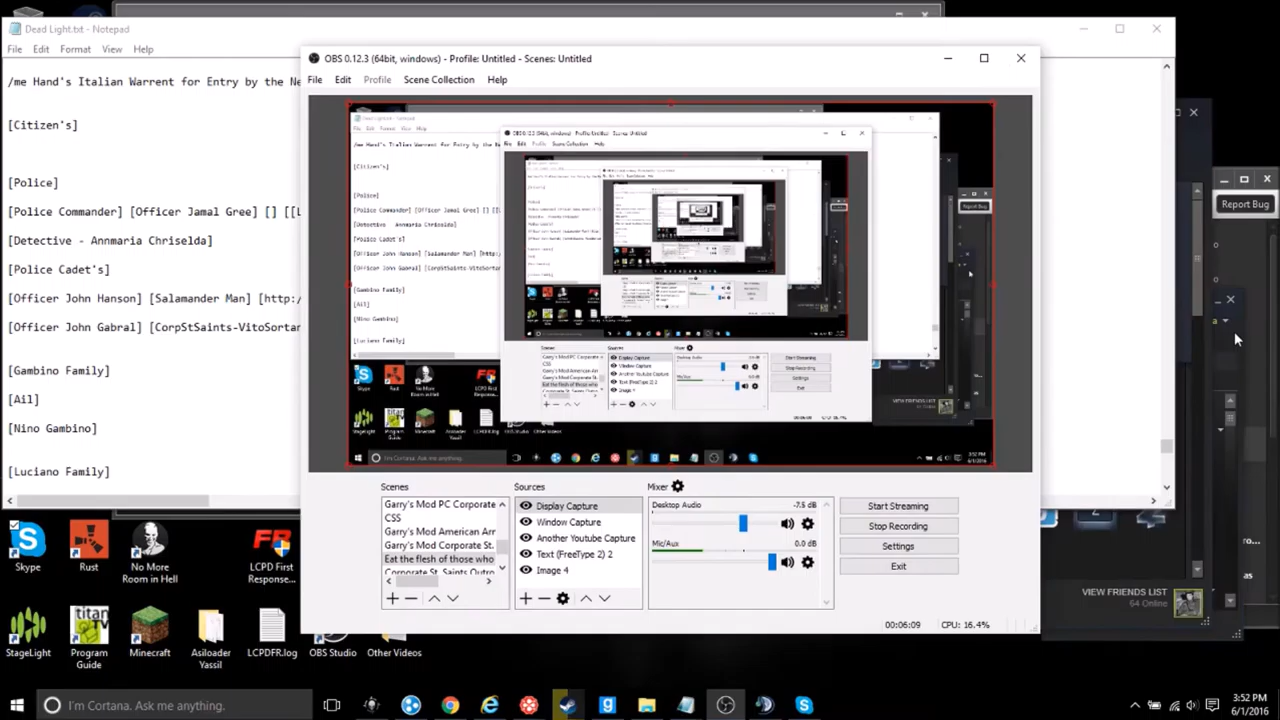 Dead Light.txt - Notepad
File Edit Format View Help
/me Hand's Italian Warrent for Entry by the Ne
[Citizen's]
[Police]
[Police Commander] [Officer Jamal Gree] [] [[
[Detective - Annmaria Chriselda]
[Police Cadet's]
[Officer John Hanson] [Salamander Man] [http:
[Officer John Gabral] [CorpStSaints-VitoSortan
[Gambino Family]
[Ail]
[Nino Gambino]
[Luciano Family]
OBS 0.12.3 (64bit, windows) - Profile: Untitled - Scenes: Untitled
File Edit Profile Scene Collection Help
Scenes
Garry's Mod PC Corporate
CSS
Garry's Mod American Arr
Garry's Mod Corporate St.
Eat the flesh of those who
Corporate St. Saints Outro
Sources
Display Capture
Window Capture
Another Youtube Capture
Text (FreeType 2) 2
Image 4
Mixer
Desktop Audio -7.5 dB
Mic/Aux 0.0 dB
Start Streaming
Stop Recording
Settings
Exit
00:06:09 CPU: 16.4%
Report Bug
VIEW FRIENDS LIST
64 Online
Skype
Rust
No More Room in Hell
LCPD First Response...
StageLight
Program Guide
Minecraft
Asiloader Yassil
LCPDFR.log
OBS Studio
Other Videos
I'm Cortana. Ask me anything.
3:52 PM
6/1/2016